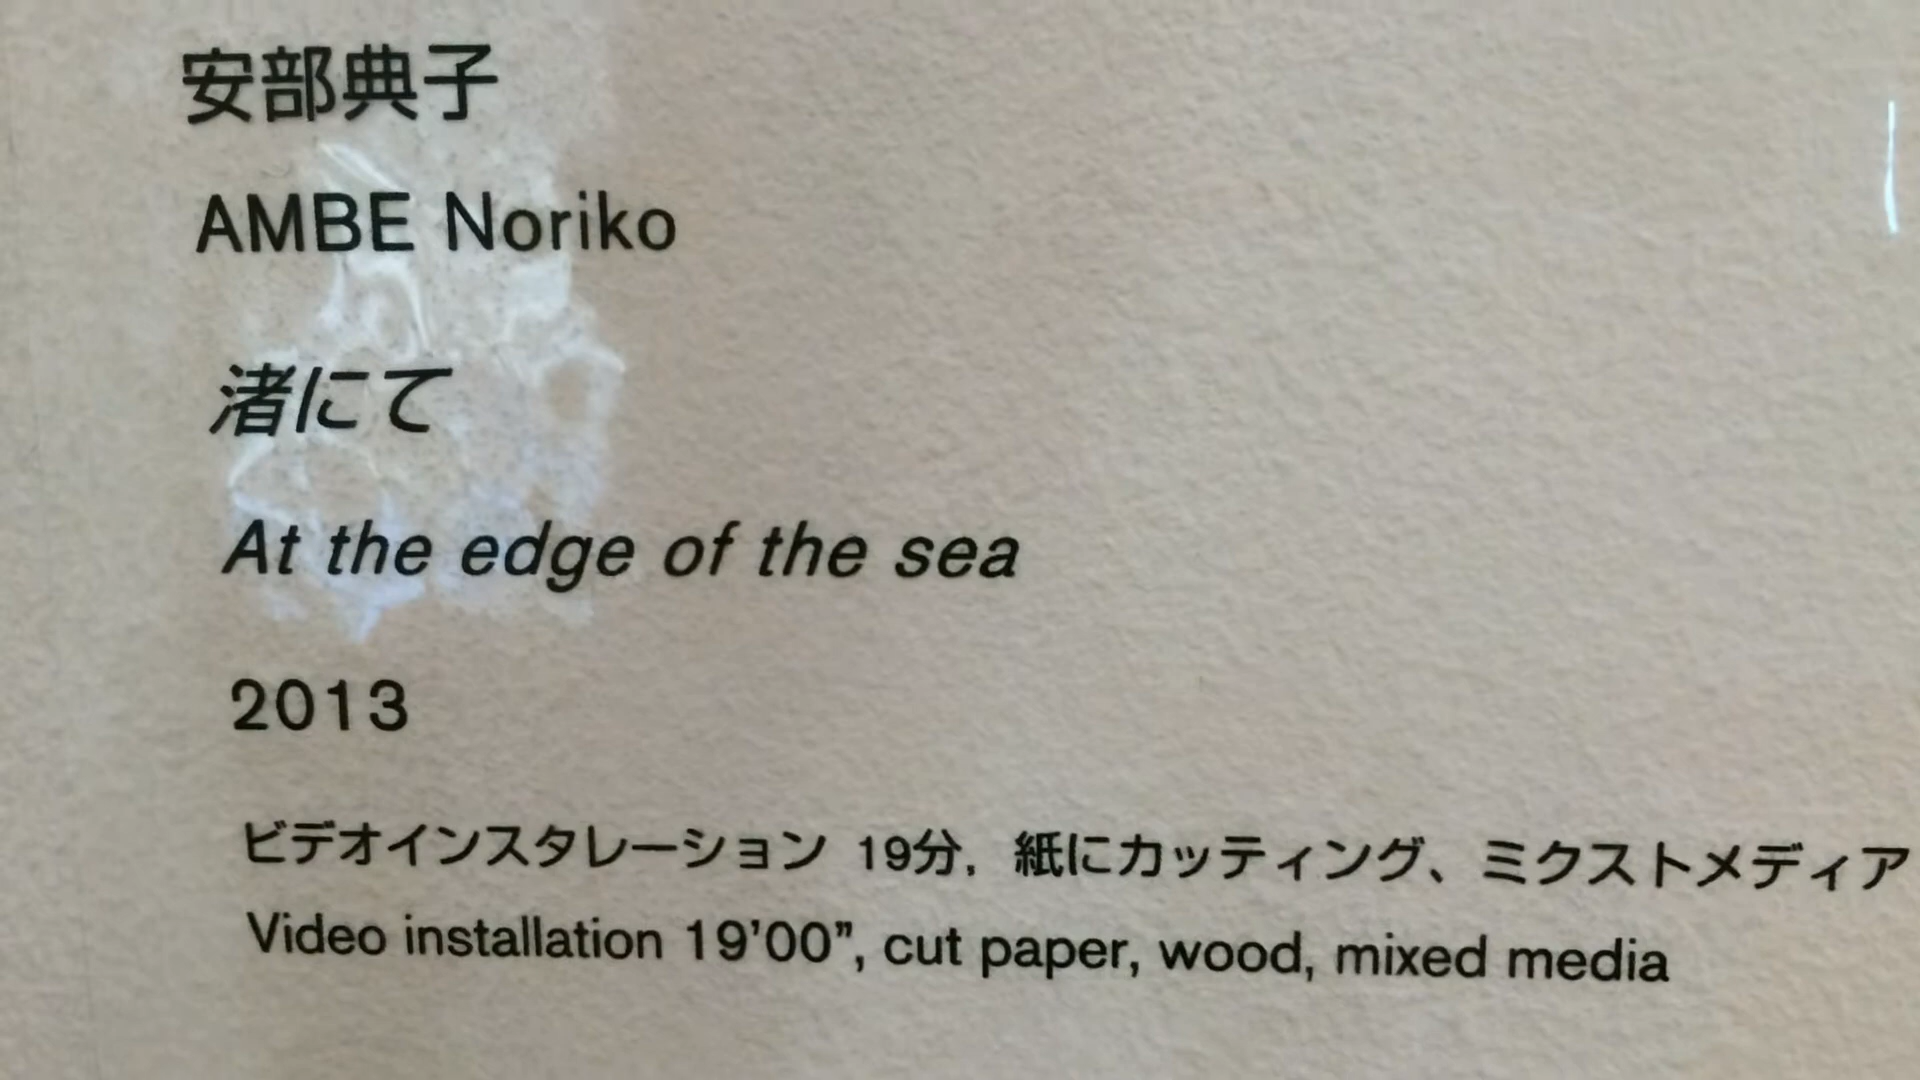 安部典子
AMBE Noriko
渚にて
At the edge of the sea
2013
ビデオインスタレーション 19分, 紙にカッティング、ミクストメディア
Video installation 19'00", cut paper, wood, mixed media